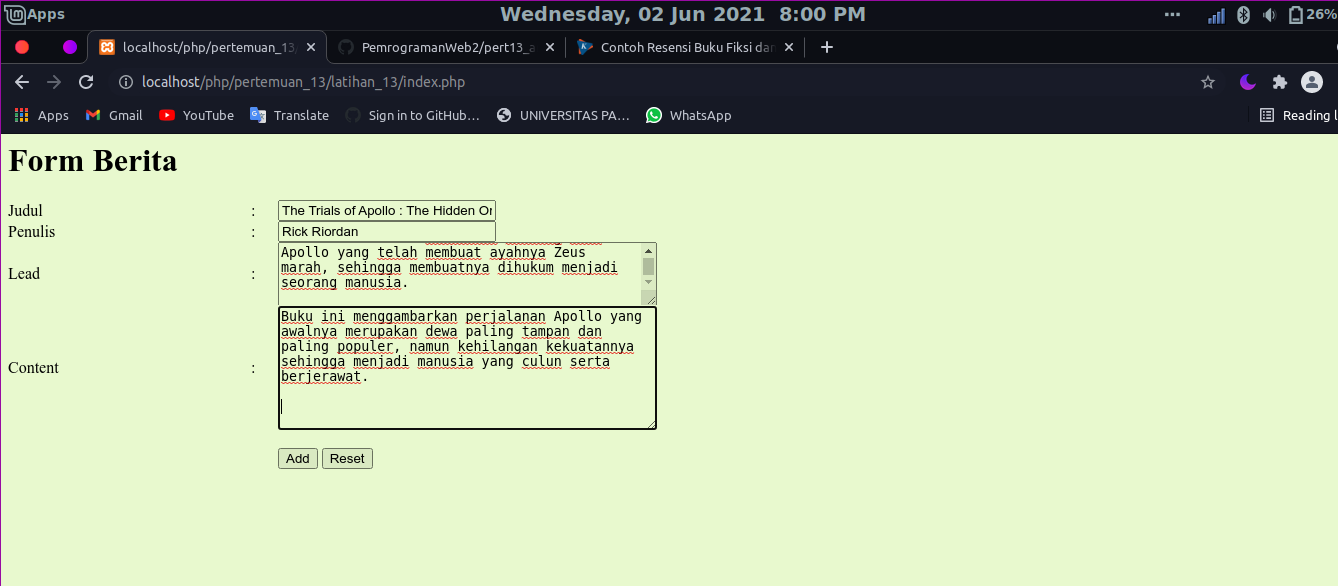 Apps Wednesday, 02 Jun 2021 8:00 PM 26%
localhost/php/pertemuan_13/ PemrogramanWeb2/pert13_a Contoh Resensi Buku Fiksi dan
localhost/php/pertemuan_13/latihan_13/index.php
Apps Gmail YouTube Translate Sign in to GitHub... UNIVERSITAS PA... WhatsApp Reading l
Form Berita
Judul : The Trials of Apollo : The Hidden Or
Penulis : Rick Riordan
Lead :
Apollo yang telah membuat ayahnya Zeus
marah, sehingga membuatnya dihukum menjadi
seorang manusia.
Content :
Buku ini menggambarkan perjalanan Apollo yang
awalnya merupakan dewa paling tampan dan
paling populer, namun kehilangan kekuatannya
sehingga menjadi manusia yang culun serta
berjerawat.
Add Reset